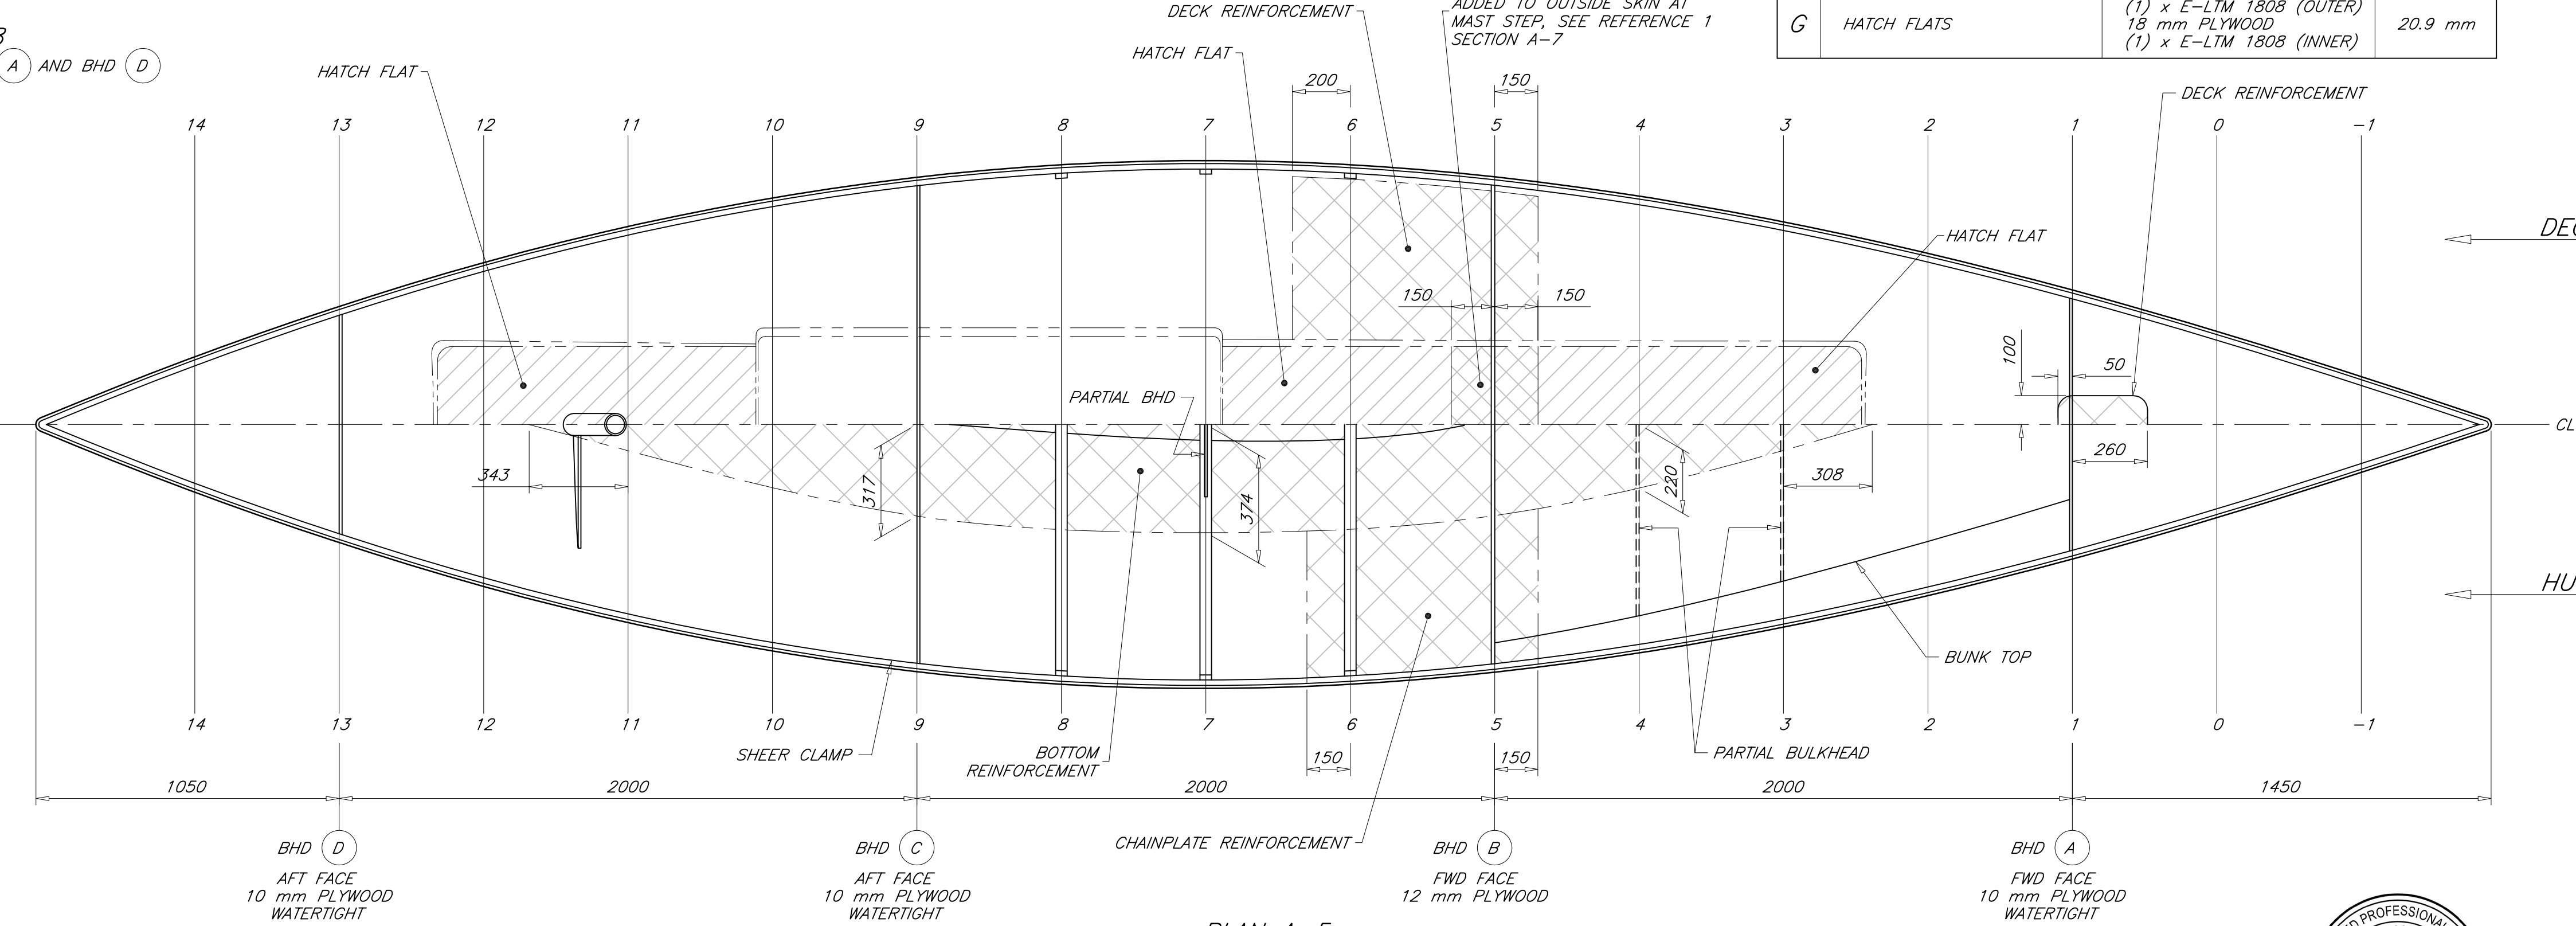 DECK REINFORCEMENT
ADDED TO OUTSIDE SKIN AT
MAST STEP, SEE REFERENCE 1
SECTION A-7
(1) x E-LTM 1808 (OUTER)
G HATCH FLATS 18 mm PLYWOOD 20.9 mm
(1) x E-LTM 1808 (INNER)
A AND BHD D
HATCH FLAT
HATCH FLAT
200
150
DECK REINFORCEMENT
14 13 12 11 10 9 8 7 6 5 4 3 2 1 0 -1
HATCH FLAT
150
150
100
50
PARTIAL BHD
CL
343
317
374
220
308
260
BUNK TOP
14 13 12 11 10 9 8 7 6 5 4 3 2 1 0 -1
SHEER CLAMP
BOTTOM
REINFORCEMENT
150
150
PARTIAL BULKHEAD
1050
2000
2000
2000
1450
CHAINPLATE REINFORCEMENT
BHD D
AFT FACE
10 mm PLYWOOD
WATERTIGHT
BHD C
AFT FACE
10 mm PLYWOOD
WATERTIGHT
BHD B
FWD FACE
12 mm PLYWOOD
BHD A
FWD FACE
10 mm PLYWOOD
WATERTIGHT
PROFESSIONAL